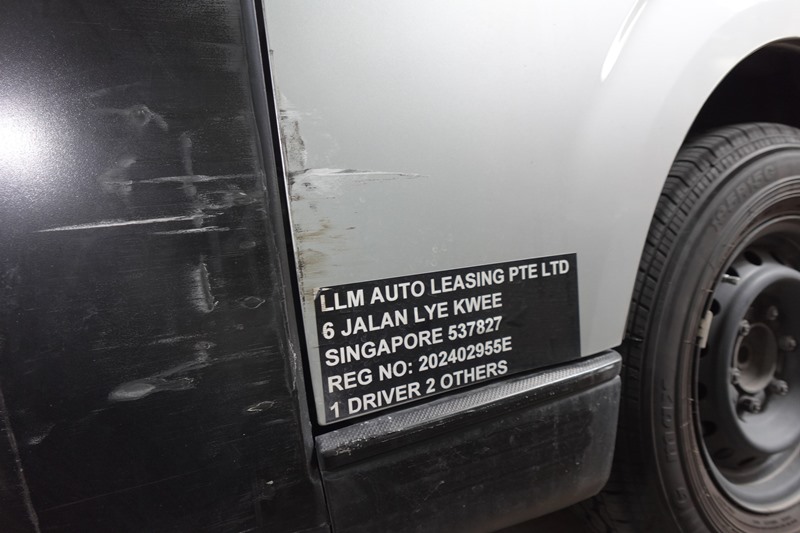 LLM AUTO LEASING PTE LTD
6 JALAN LYE KWEE
SINGAPORE 537827
REG NO: 202402955E
1 DRIVER 2 OTHERS